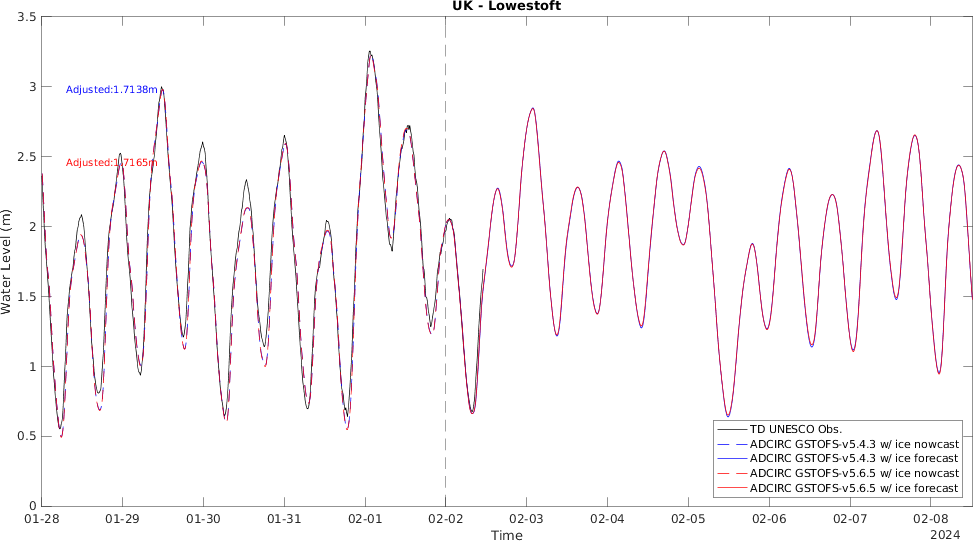 UK - Lowestoft
3.5
3
2.5
2
1.5
1
0.5
0
Water Level (m)
Adjusted:1.7138m
Adjusted:1.7165m
TD UNESCO Obs.
ADCIRC GSTOFS-v5.4.3 w/ ice nowcast
ADCIRC GSTOFS-v5.4.3 w/ ice forecast
ADCIRC GSTOFS-v5.6.5 w/ ice nowcast
ADCIRC GSTOFS-v5.6.5 w/ ice forecast
01-28 01-29 01-30 01-31 02-01 02-02 02-03 02-04 02-05 02-06 02-07 02-08
Time
2024